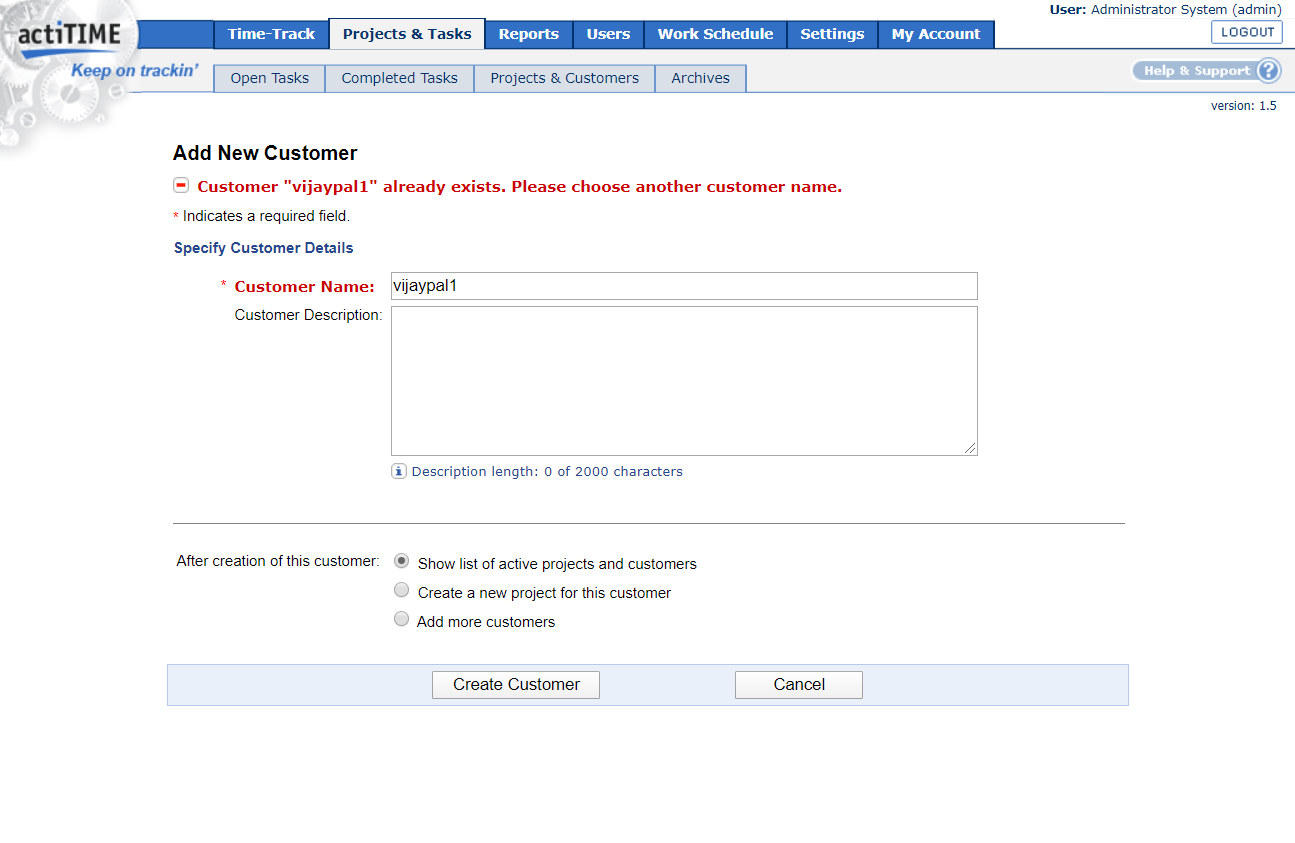 User: Administrator System (admin)
actiTIME
Time-Track Projects & Tasks Reports Users Work Schedule Settings My Account LOGOUT
Keep on trackin'
Open Tasks Completed Tasks Projects & Customers Archives Help & Support ?
version: 1.5
Add New Customer
Customer "vijaypal1" already exists. Please choose another customer name.
* Indicates a required field.
Specify Customer Details
* Customer Name: vijaypal1
Customer Description:
i Description length: 0 of 2000 characters
After creation of this customer: Show list of active projects and customers
Create a new project for this customer
Add more customers
Create Customer Cancel